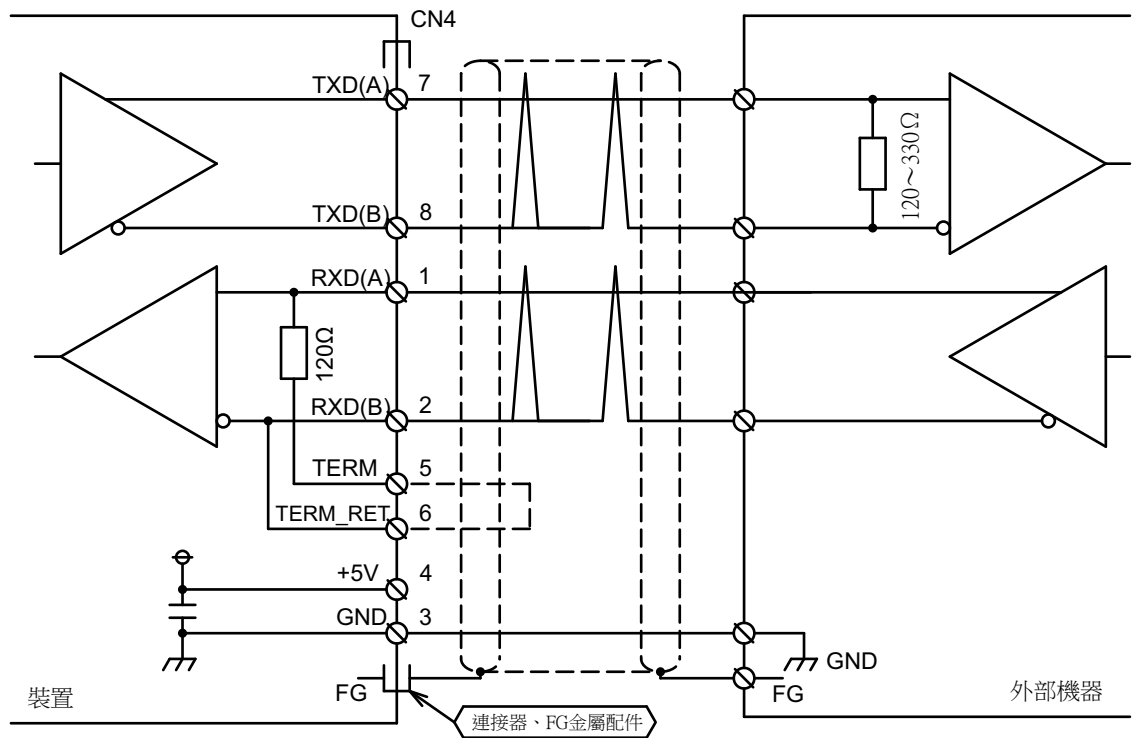 CN4
TXD(A) 7
TXD(B) 8
120～330Ω
RXD(A) 1
120Ω
RXD(B) 2
TERM 5
TERM_RET 6
+5V 4
GND 3
GND
FG
FG
裝置
外部機器
連接器、FG金屬配件